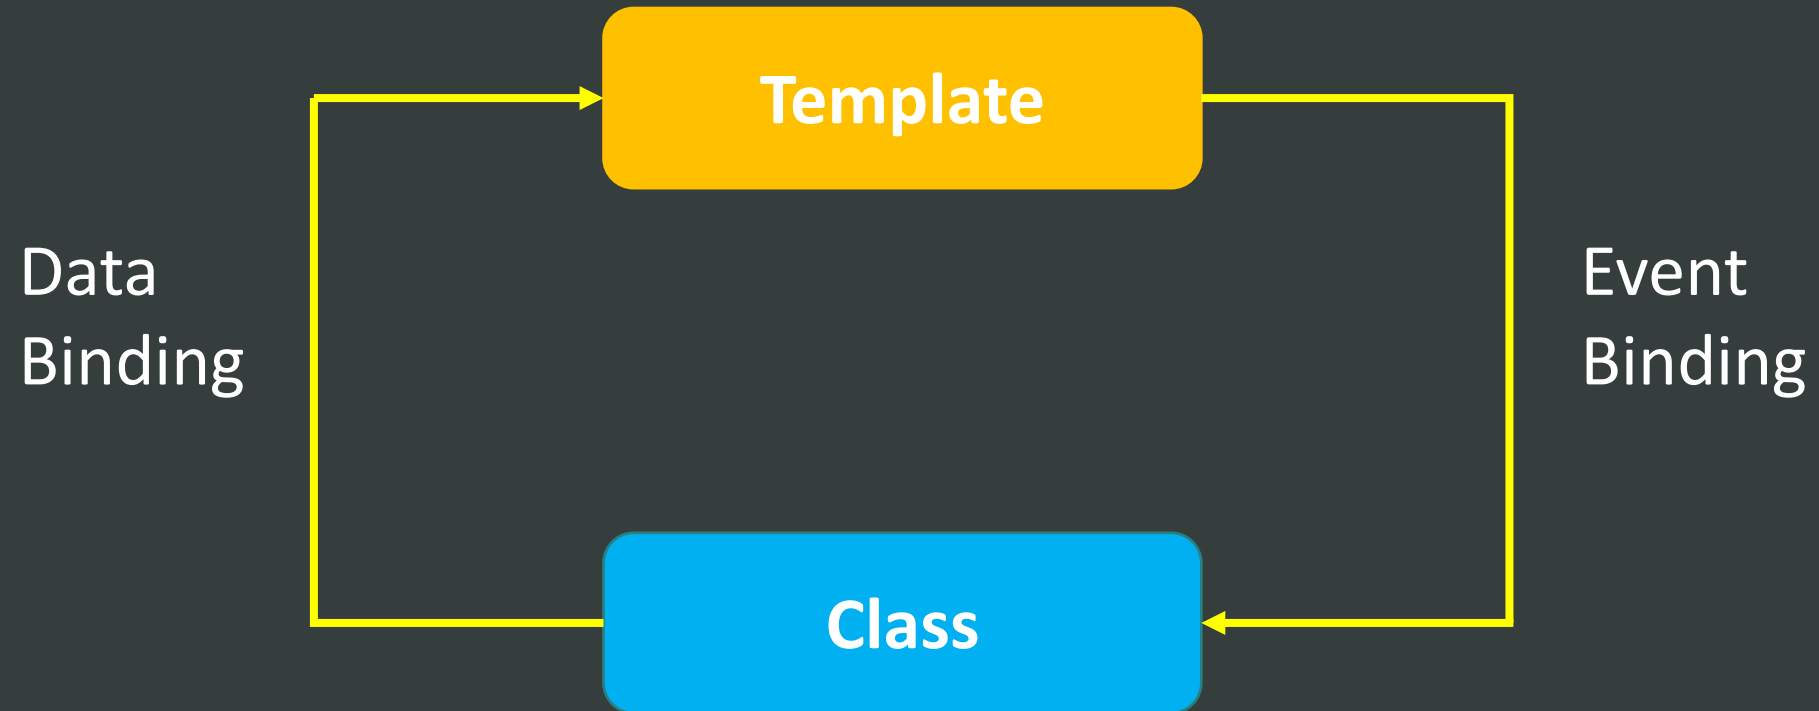 Template
Data
Binding
Event
Binding
Class